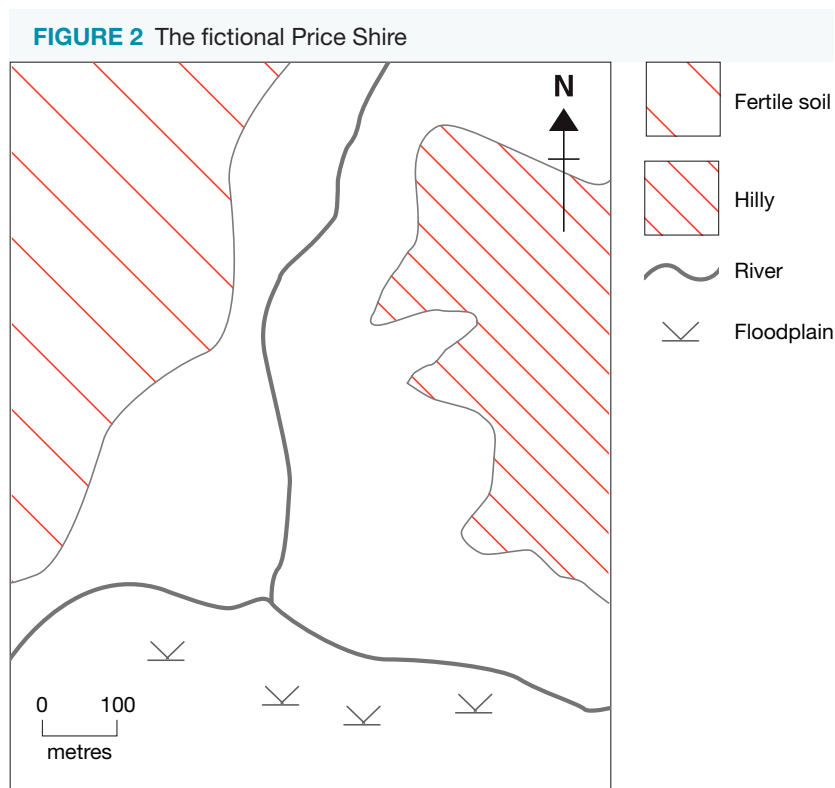 FIGURE 2 The fictional Price Shire
N
Fertile soil
Hilly
River
Floodplain
0 100
metres